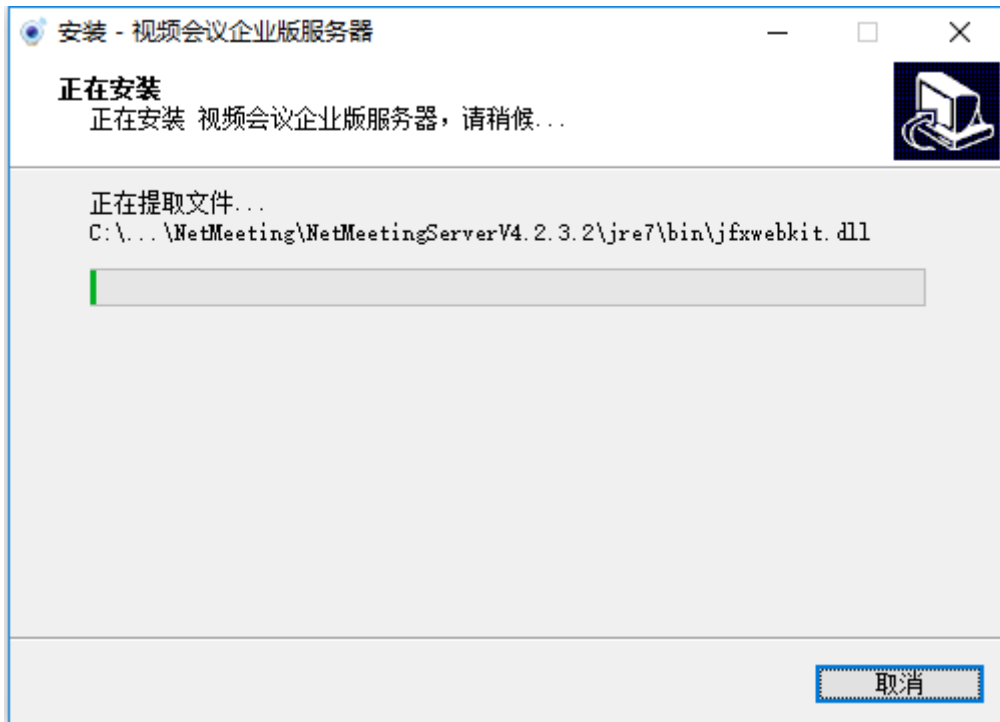 安装 - 视频会议企业版服务器
正在安装
正在安装 视频会议企业版服务器，请稍候...
正在提取文件...
C:\...\NetMeeting\NetMeetingServerV4.2.3.2\jre7\bin\jfxwebkit.dll
取消